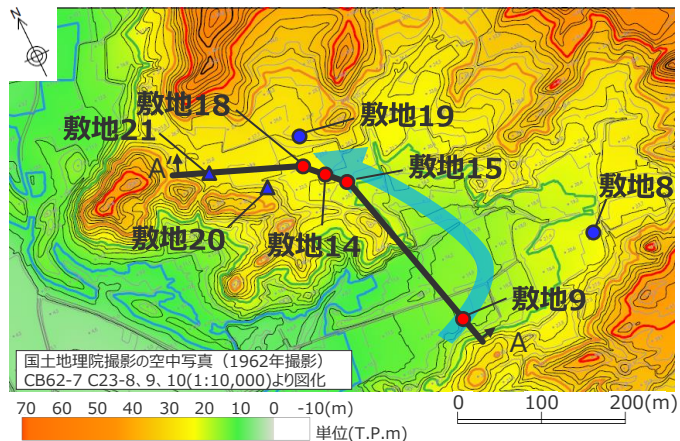 N
敷地18
敷地19
敷地21
A'
敷地15
敷地8
敷地20
敷地14
敷地9
A
国土地理院撮影の空中写真（1962年撮影）
CB62-7 C23-8、9、10(1:10,000)より図化
70 60 50 40 30 20 10 0 -10(m)
単位(T.P.m)
0 100 200(m)